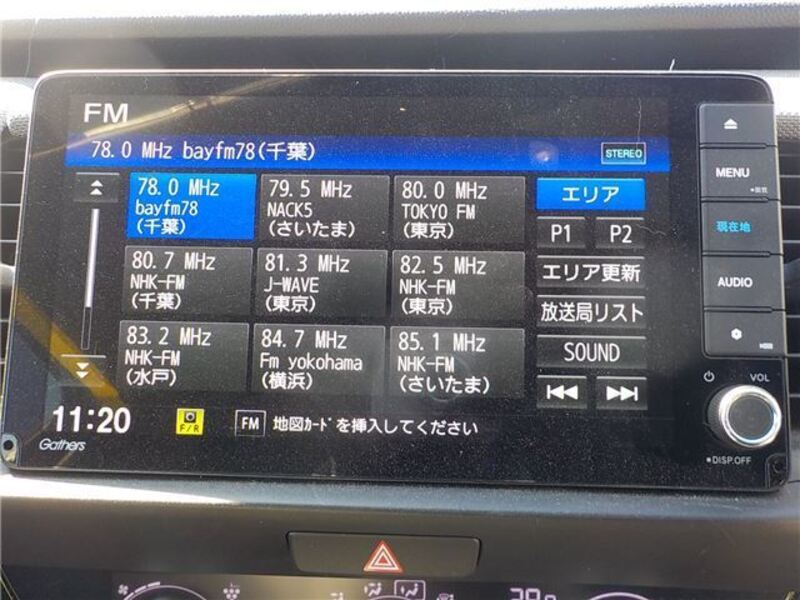 FM
78.0 MHz bayfm78(千葉)
STEREO
78.0 MHz
bayfm78
(千葉)
79.5 MHz
NACK5
(さいたま)
80.0 MHz
TOKYO FM
(東京)
80.7 MHz
NHK-FM
(千葉)
81.3 MHz
J-WAVE
(東京)
82.5 MHz
NHK-FM
(東京)
83.2 MHz
NHK-FM
(水戸)
84.7 MHz
Fm yokohama
(横浜)
85.1 MHz
NHK-FM
(さいたま)
エリア
P1 P2
エリア更新
放送局リスト
SOUND
11:20
F/R
FM 地図ｶｰﾄﾞを挿入してください
Gathers
MENU
現在地
AUDIO
VOL
DISP.OFF